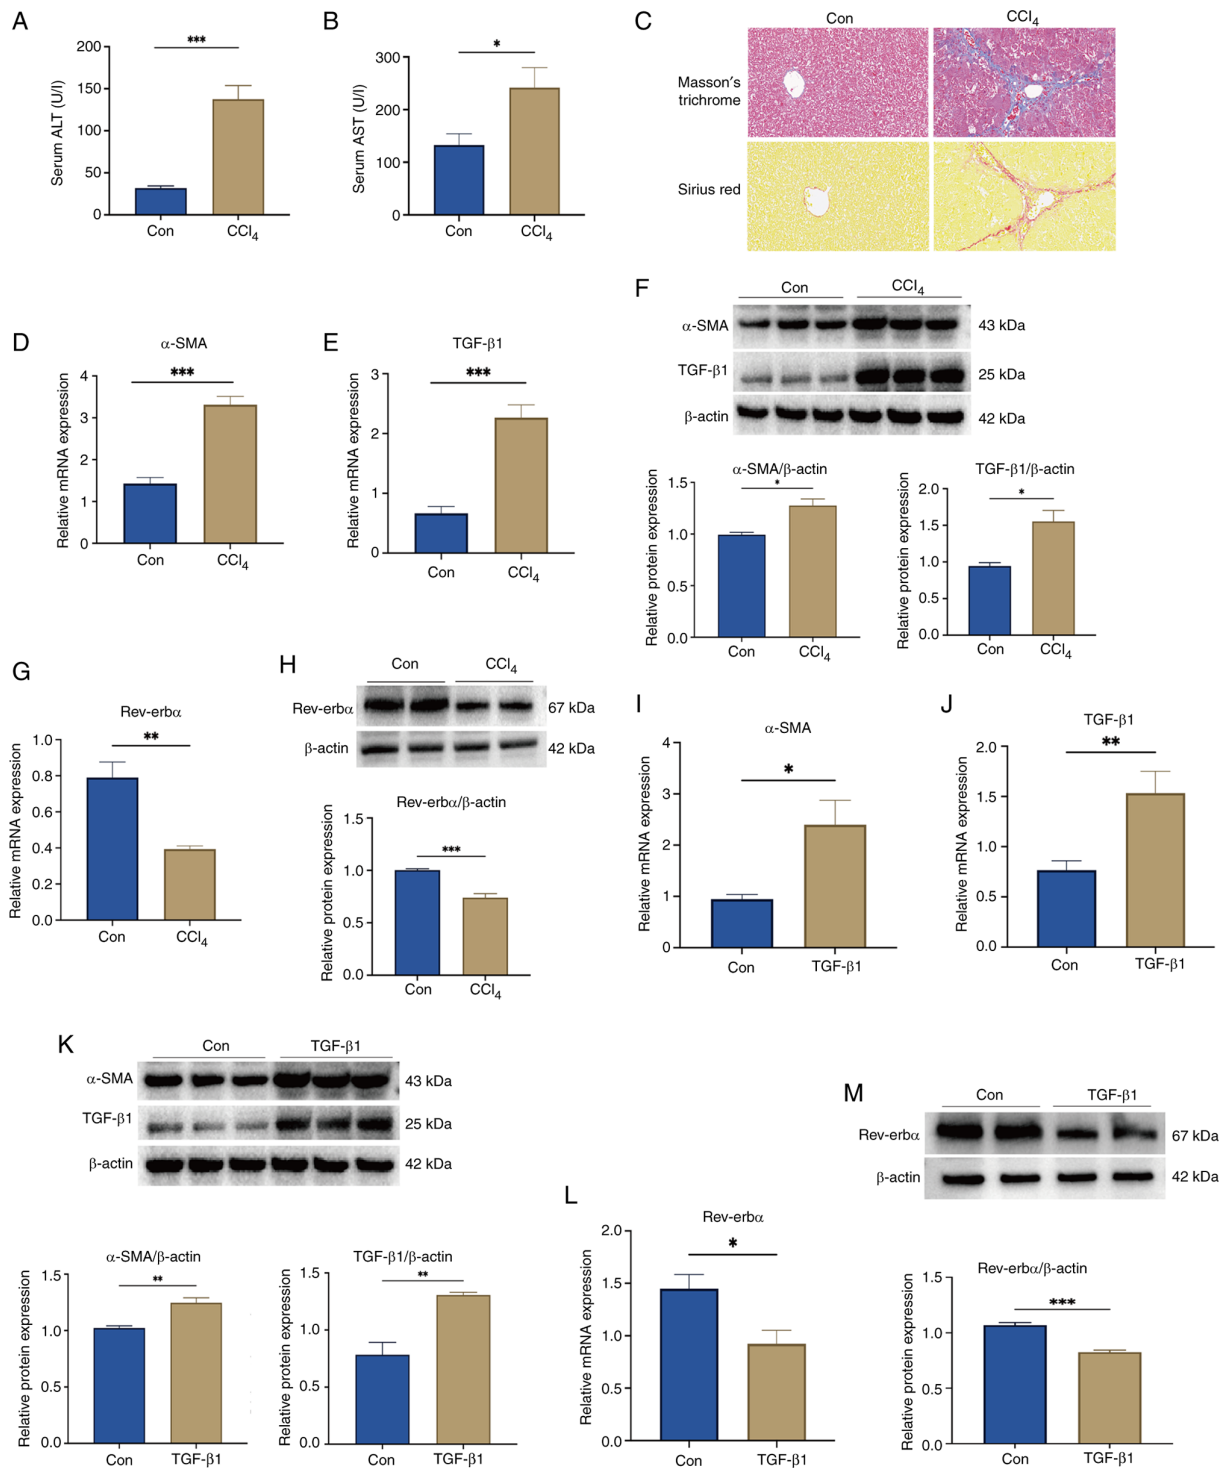 A
Serum ALT (U/l)
200
150
100
50
0
***
Con
CCl4
B
Serum AST (U/l)
300
200
100
0
*
Con
CCl4
C
Con
CCl4
Masson's
trichrome
Sirius red
D
α-SMA
Relative mRNA expression
4
3
2
1
0
***
Con
CCl4
E
TGF-β1
Relative mRNA expression
3
2
1
0
***
Con
CCl4
F
Con
CCl4
α-SMA
43 kDa
TGF-β1
25 kDa
β-actin
42 kDa
α-SMA/β-actin
Relative protein expression
1.5
1.0
0.5
0.0
*
Con
CCl4
TGF-β1/β-actin
Relative protein expression
2.0
1.5
1.0
0.5
0.0
*
Con
CCl4
G
Rev-erbα
Relative mRNA expression
1.0
0.8
0.6
0.4
0.2
0.0
**
Con
CCl4
H
Con
CCl4
Rev-erbα
67 kDa
β-actin
42 kDa
Rev-erbα/β-actin
Relative protein expression
1.5
1.0
0.5
0.0
***
Con
CCl4
I
α-SMA
Relative mRNA expression
4
3
2
1
0
*
Con
TGF-β1
J
TGF-β1
Relative mRNA expression
2.0
1.5
1.0
0.5
0.0
**
Con
TGF-β1
K
Con
TGF-β1
α-SMA
43 kDa
TGF-β1
25 kDa
β-actin
42 kDa
α-SMA/β-actin
Relative protein expression
1.5
1.0
0.5
0.0
**
Con
TGF-β1
TGF-β1/β-actin
Relative protein expression
1.5
1.0
0.5
0.0
**
Con
TGF-β1
L
Rev-erbα
Relative mRNA expression
2.0
1.5
1.0
0.5
0.0
*
Con
TGF-β1
M
Con
TGF-β1
Rev-erbα
67 kDa
β-actin
42 kDa
Rev-erbα/β-actin
Relative protein expression
1.5
1.0
0.5
0.0
***
Con
TGF-β1